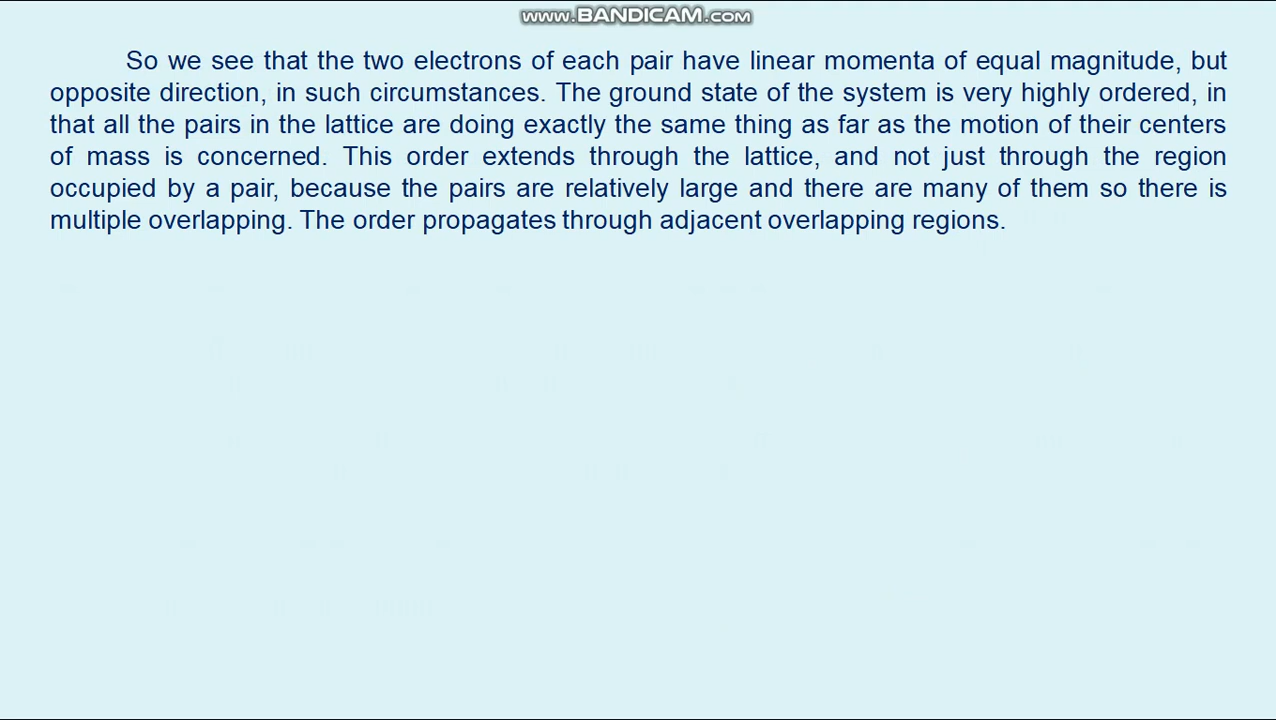 www.BANDICAM.com
So we see that the two electrons of each pair have linear momenta of equal magnitude, but
opposite direction, in such circumstances. The ground state of the system is very highly ordered, in
that all the pairs in the lattice are doing exactly the same thing as far as the motion of their centers
of mass is concerned. This order extends through the lattice, and not just through the region
occupied by a pair, because the pairs are relatively large and there are many of them so there is
multiple overlapping. The order propagates through adjacent overlapping regions.